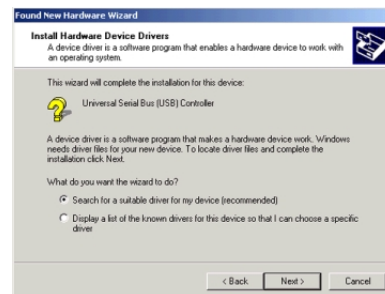 Found New Hardware Wizard
Install Hardware Device Drivers
A device driver is a software program that enables a hardware device to work with
an operating system.
This wizard will complete the installation for this device:
Universal Serial Bus (USB) Controller
A device driver is a software program that makes a hardware device work. Windows
needs driver files for your new device. To locate driver files and complete the
installation click Next.
What do you want the wizard to do?
Search for a suitable driver for my device (recommended)
Display a list of the known drivers for this device so that I can choose a specific
driver
< Back Next > Cancel